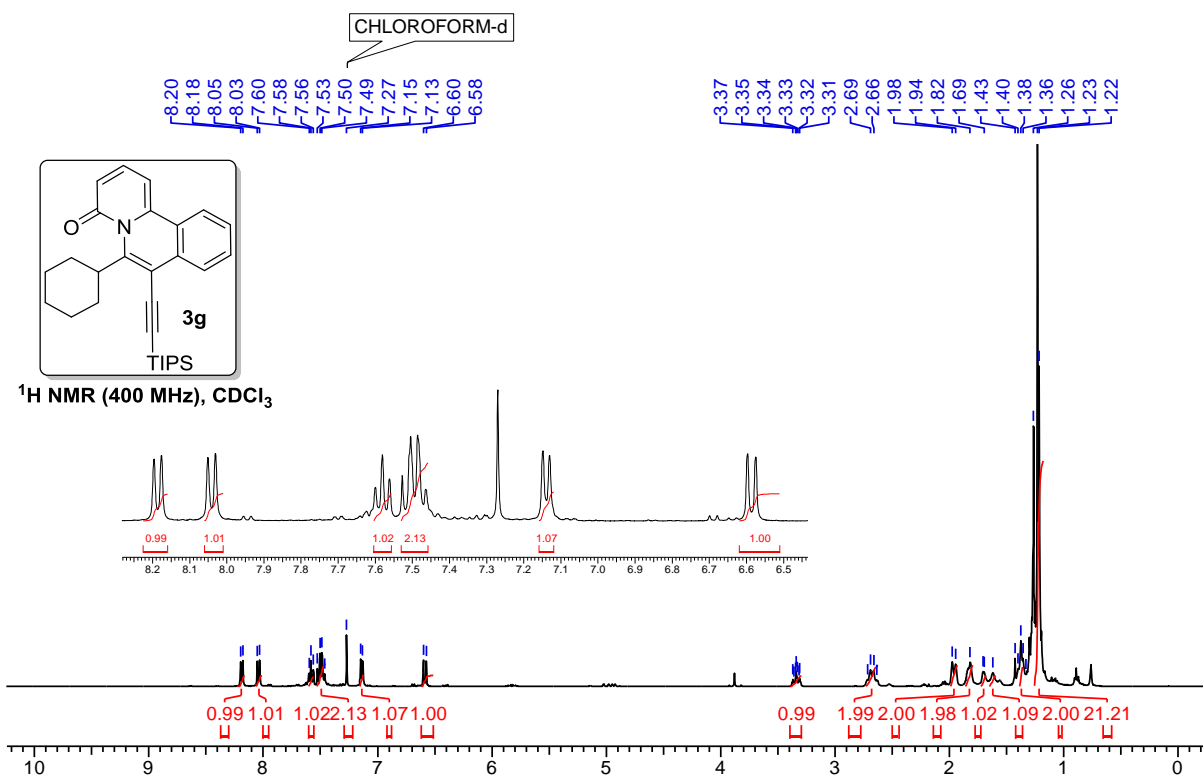 CHLOROFORM-d
8.20 8.18 8.05 8.03 7.60 7.58 7.56 7.53 7.50 7.49 7.27 7.15 7.13 6.60 6.58
3.37 3.35 3.34 3.33 3.32 3.31 2.69 2.66 1.98 1.94 1.82 1.69 1.43 1.40 1.38 1.36 1.26 1.23 1.22
O
N
3g
TIPS
¹H NMR (400 MHz), CDCl₃
0.99 1.01 1.02 2.13 1.07 1.00
8.2 8.1 8.0 7.9 7.8 7.7 7.6 7.5 7.4 7.3 7.2 7.1 7.0 6.9 6.8 6.7 6.6 6.5
0.99 1.01 1.02 2.13 1.07 1.00 0.99 1.99 2.00 1.98 1.02 1.09 2.00 21.21
10 9 8 7 6 5 4 3 2 1 0